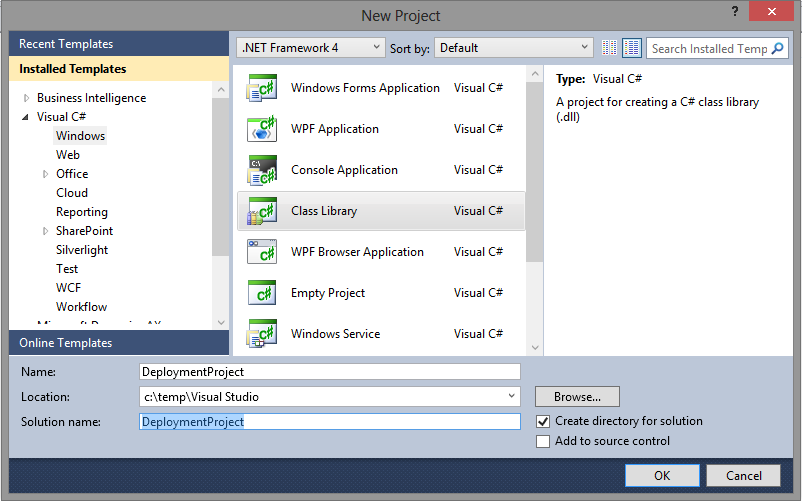 New Project
?
Recent Templates
Installed Templates
Business Intelligence
Visual C#
Windows
Web
Office
Cloud
Reporting
SharePoint
Silverlight
Test
WCF
Workflow
Online Templates
.NET Framework 4
Sort by: Default
Search Installed Temp
Windows Forms Application Visual C#
WPF Application Visual C#
Console Application Visual C#
Class Library Visual C#
WPF Browser Application Visual C#
Empty Project Visual C#
Windows Service Visual C#
Type: Visual C#
A project for creating a C# class library
(.dll)
Name: DeploymentProject
Location: c:\temp\Visual Studio
Browse...
Solution name: DeploymentProject
Create directory for solution
Add to source control
OK Cancel